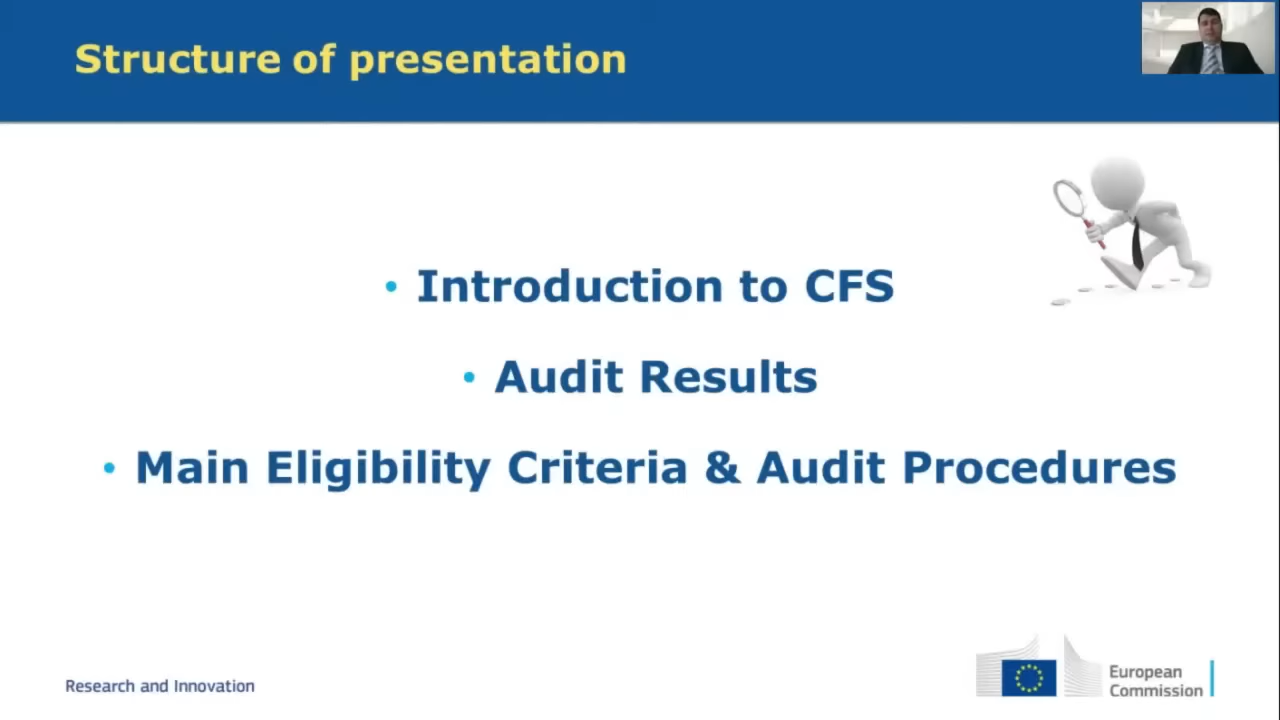 Structure of presentation
• Introduction to CFS
• Audit Results
• Main Eligibility Criteria & Audit Procedures
Research and Innovation
European
Commission